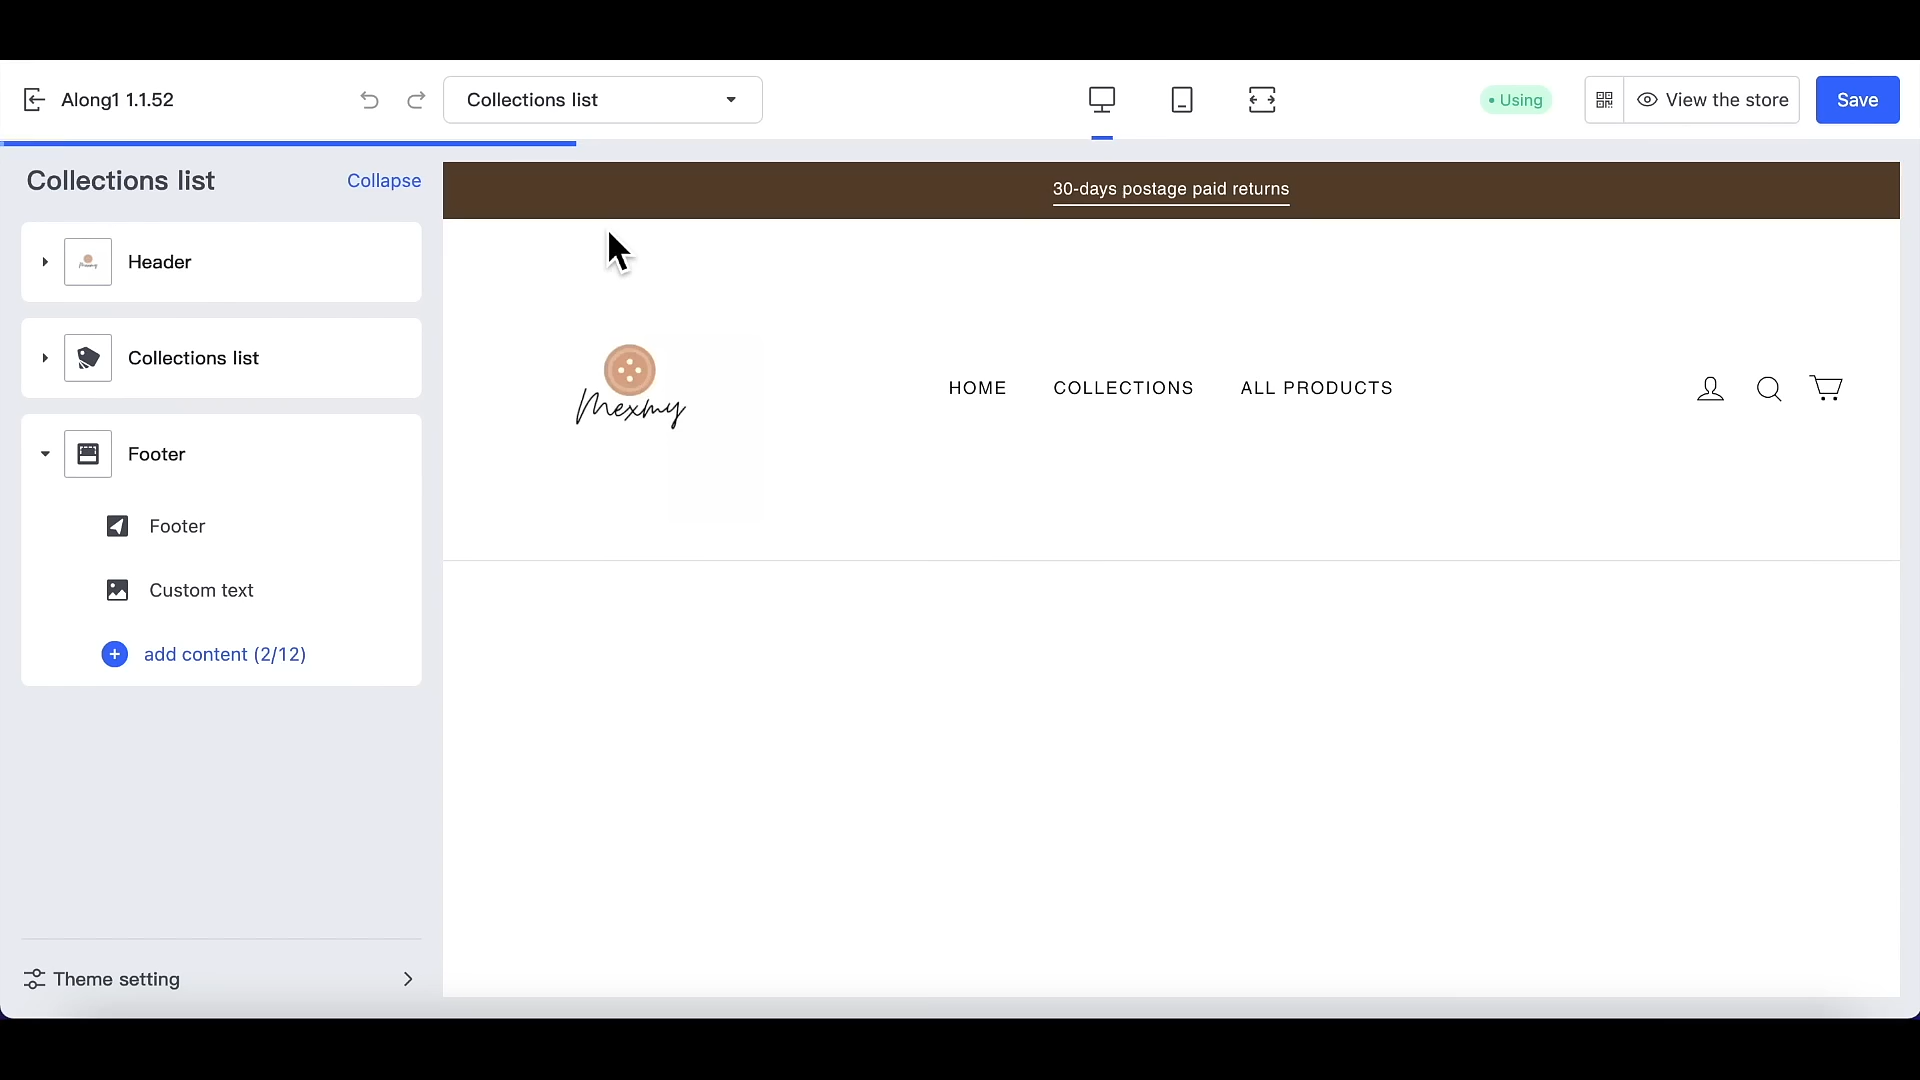 Along1 1.1.52
Collections list
• Using
View the store
Save
Collections list
Collapse
Header
Collections list
Footer
Footer
Custom text
add content (2/12)
Theme setting
30-days postage paid returns
Mexmy
HOME
COLLECTIONS
ALL PRODUCTS